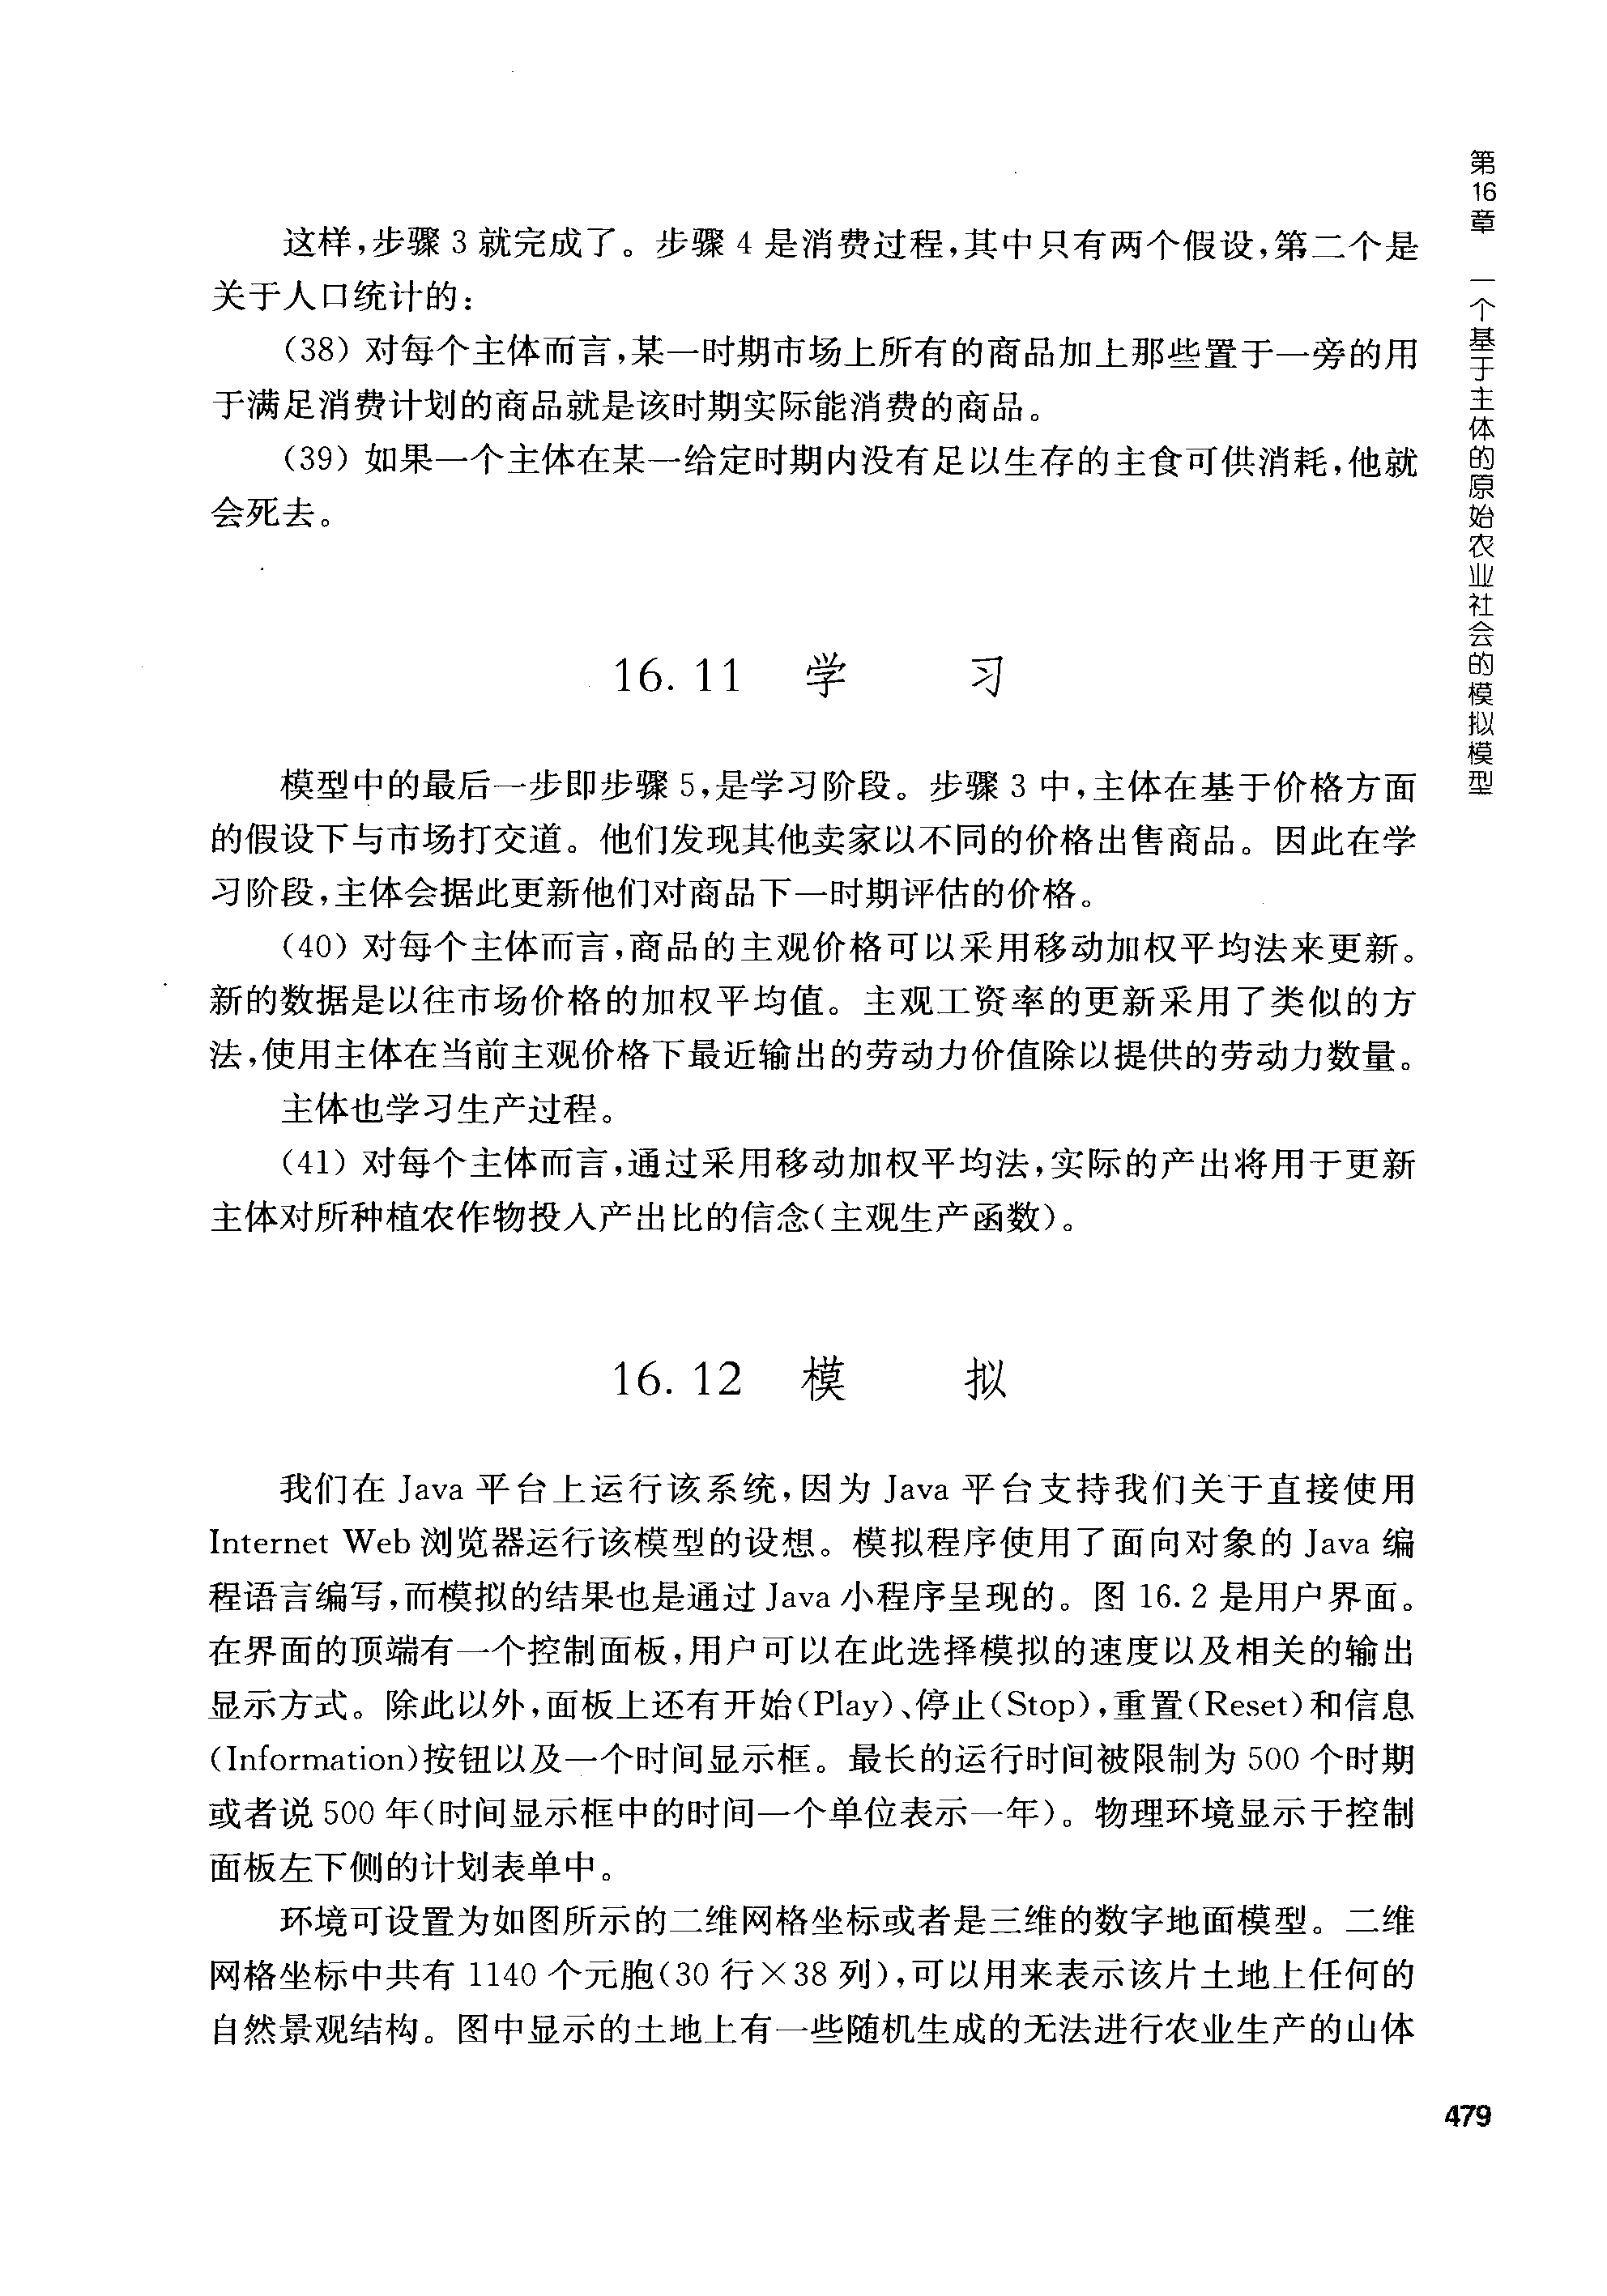 第16章 一个基于主体的原始农业社会的模拟模型
这样,步骤 3 就完成了。步骤 4 是消费过程,其中只有两个假设,第二个是
关于人口统计的:
(38) 对每个主体而言,某一时期市场上所有的商品加上那些置于一旁的用
于满足消费计划的商品就是该时期实际能消费的商品。
(39) 如果一个主体在某一给定时期内没有足以生存的主食可供消耗,他就
会死去。
16.11 学 习
模型中的最后一步即步骤 5,是学习阶段。步骤 3 中,主体在基于价格方面
的假设下与市场打交道。他们发现其他卖家以不同的价格出售商品。因此在学
习阶段,主体会据此更新他们对商品下一时期评估的价格。
(40) 对每个主体而言,商品的主观价格可以采用移动加权平均法来更新。
新的数据是以往市场价格的加权平均值。主观工资率的更新采用了类似的方
法,使用主体在当前主观价格下最近输出的劳动力价值除以提供的劳动力数量。
主体也学习生产过程。
(41) 对每个主体而言,通过采用移动加权平均法,实际的产出将用于更新
主体对所种植农作物投入产出比的信念(主观生产函数)。
16.12 模 拟
我们在 Java 平台上运行该系统,因为 Java 平台支持我们关于直接使用
Internet Web 浏览器运行该模型的设想。模拟程序使用了面向对象的 Java 编
程语言编写,而模拟的结果也是通过 Java 小程序呈现的。图 16.2 是用户界面。
在界面的顶端有一个控制面板,用户可以在此选择模拟的速度以及相关的输出
显示方式。除此以外,面板上还有开始(Play)、停止(Stop),重置(Reset)和信息
(Information)按钮以及一个时间显示框。最长的运行时间被限制为 500 个时期
或者说 500 年(时间显示框中的时间一个单位表示一年)。物理环境显示于控制
面板左下侧的计划表单中。
环境可设置为如图所示的二维网格坐标或者是三维的数字地面模型。二维
网格坐标中共有 1140 个元胞(30 行×38 列),可以用来表示该片土地上任何的
自然景观结构。图中显示的土地上有一些随机生成的无法进行农业生产的山体
479